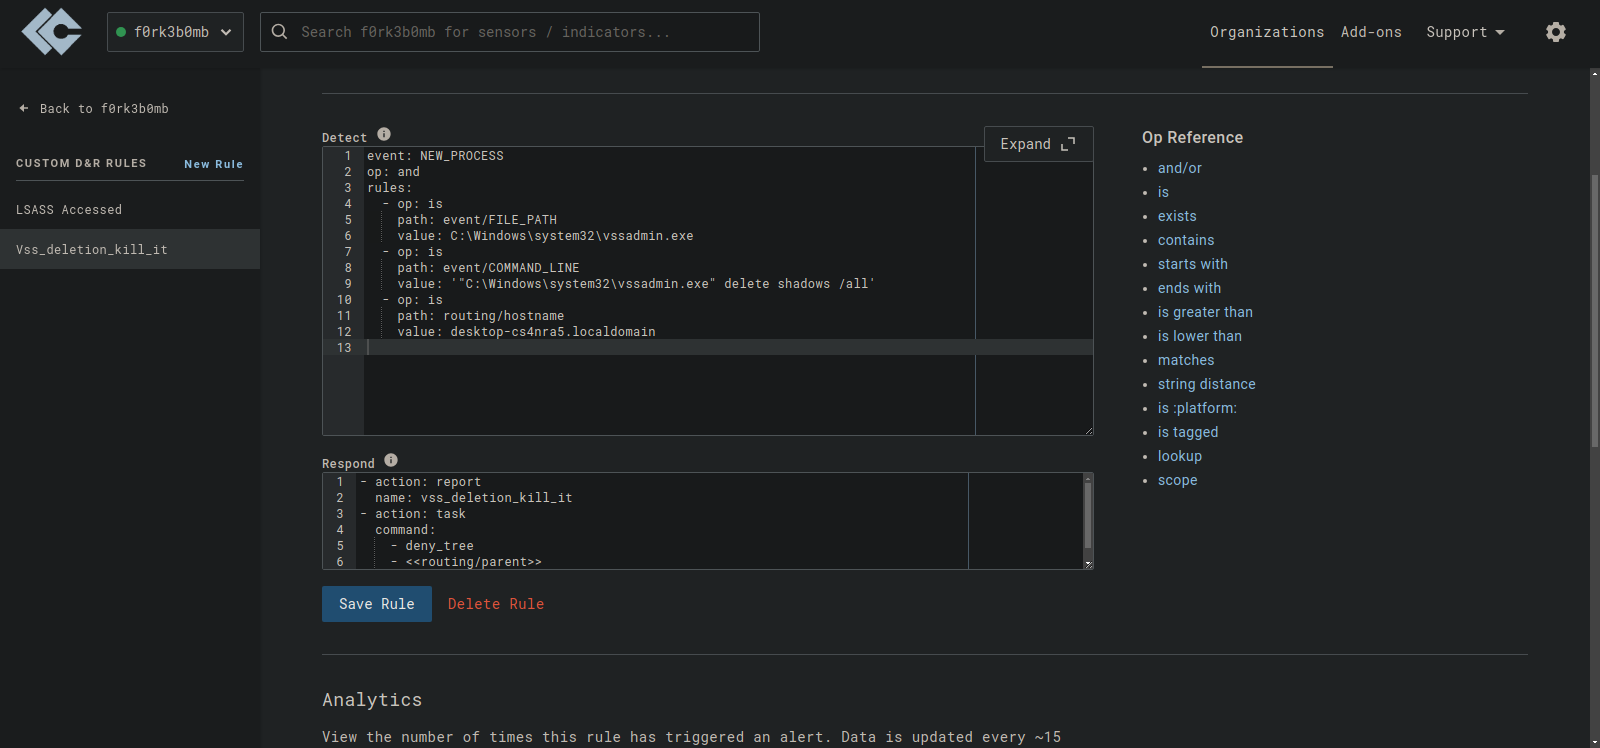 f0rk3b0mb
Search f0rk3b0mb for sensors / indicators...
Organizations
Add-ons
Support
Back to f0rk3b0mb
CUSTOM D&R RULES
New Rule
LSASS Accessed
Vss_deletion_kill_it
Detect
Expand
1 event: NEW_PROCESS
2 op: and
3 rules:
4   - op: is
5     path: event/FILE_PATH
6     value: C:\Windows\system32\vssadmin.exe
7   - op: is
8     path: event/COMMAND_LINE
9     value: '"C:\Windows\system32\vssadmin.exe" delete shadows /all'
10   - op: is
11     path: routing/hostname
12     value: desktop-cs4nra5.localdomain
13
Respond
1 - action: report
2   name: vss_deletion_kill_it
3 - action: task
4   command:
5     - deny_tree
6     - <<routing/parent>>
Save Rule
Delete Rule
Op Reference
and/or
is
exists
contains
starts with
ends with
is greater than
is lower than
matches
string distance
is :platform:
is tagged
lookup
scope
Analytics
View the number of times this rule has triggered an alert. Data is updated every ~15